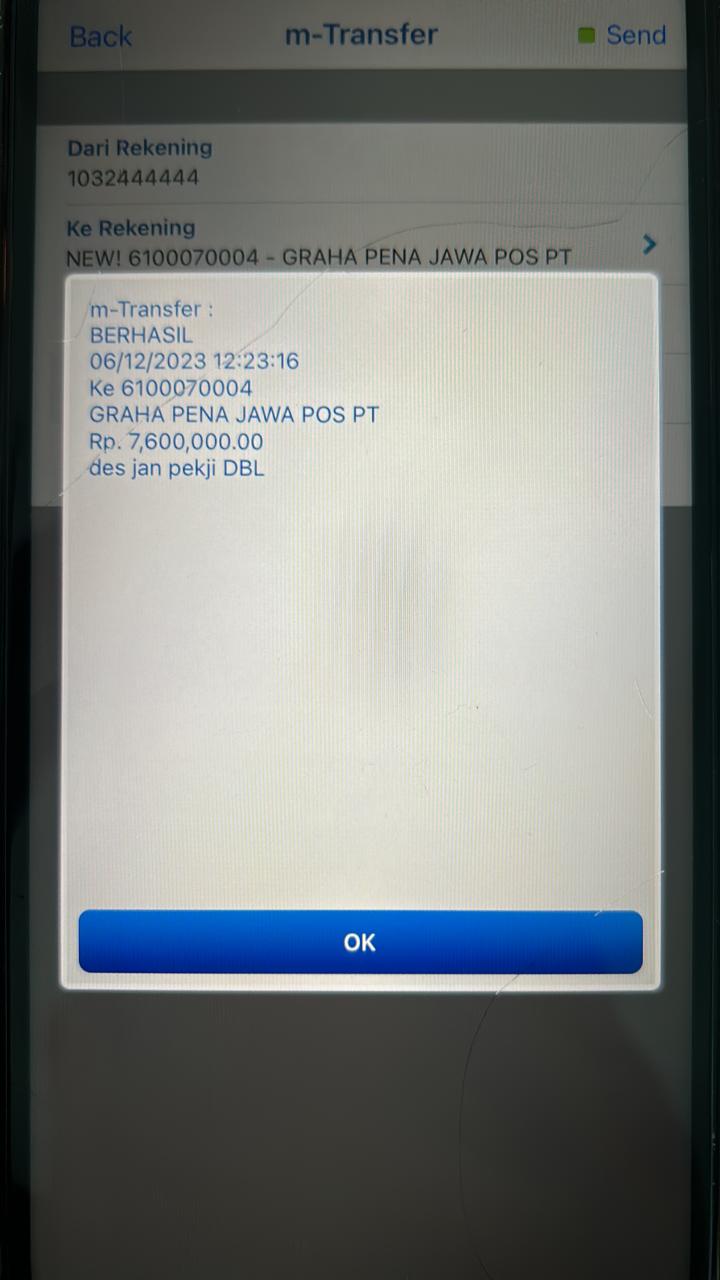 Back
m-Transfer
Send
Dari Rekening
1032444444
Ke Rekening
NEW! 6100070004 - GRAHA PENA JAWA POS PT
m-Transfer :
BERHASIL
06/12/2023 12:23:16
Ke 6100070004
GRAHA PENA JAWA POS PT
Rp. 7,600,000.00
des jan pekji DBL
OK